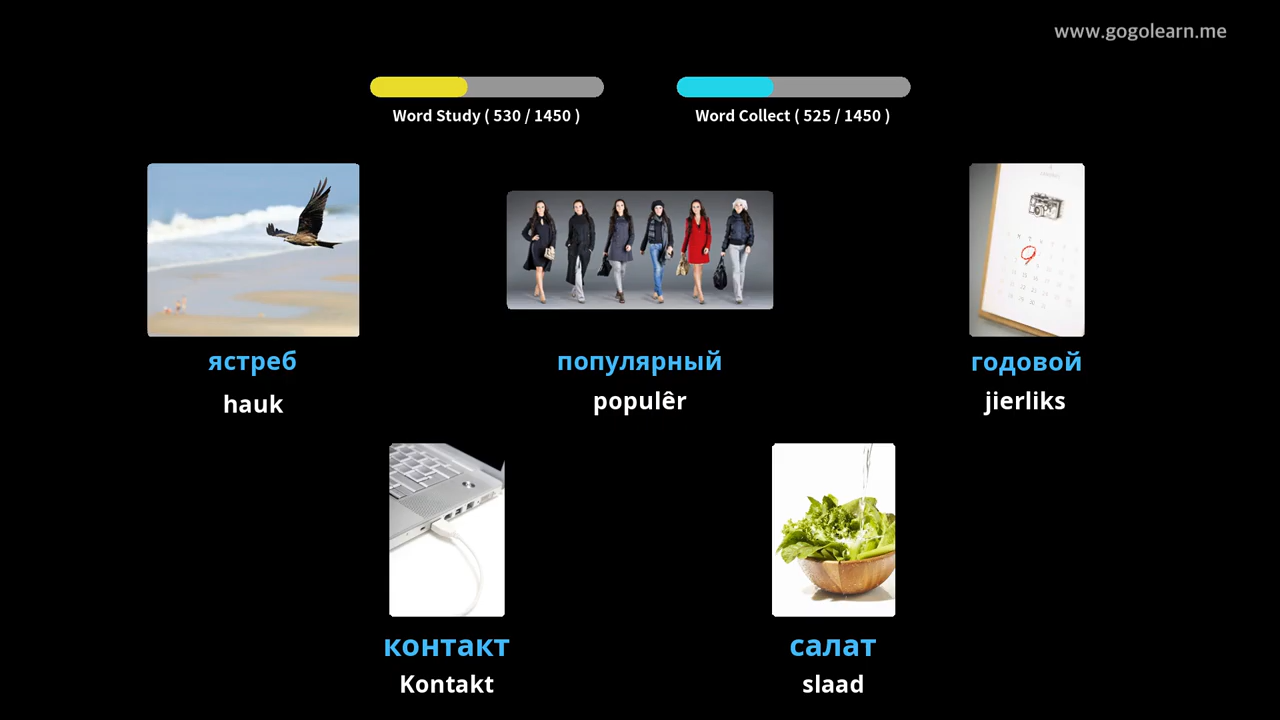 www.gogolearn.me
Word Study ( 530 / 1450 )
Word Collect ( 525 / 1450 )
ястреб
hauk
популярный
populêr
годовой
jierliks
контакт
Kontakt
салат
slaad